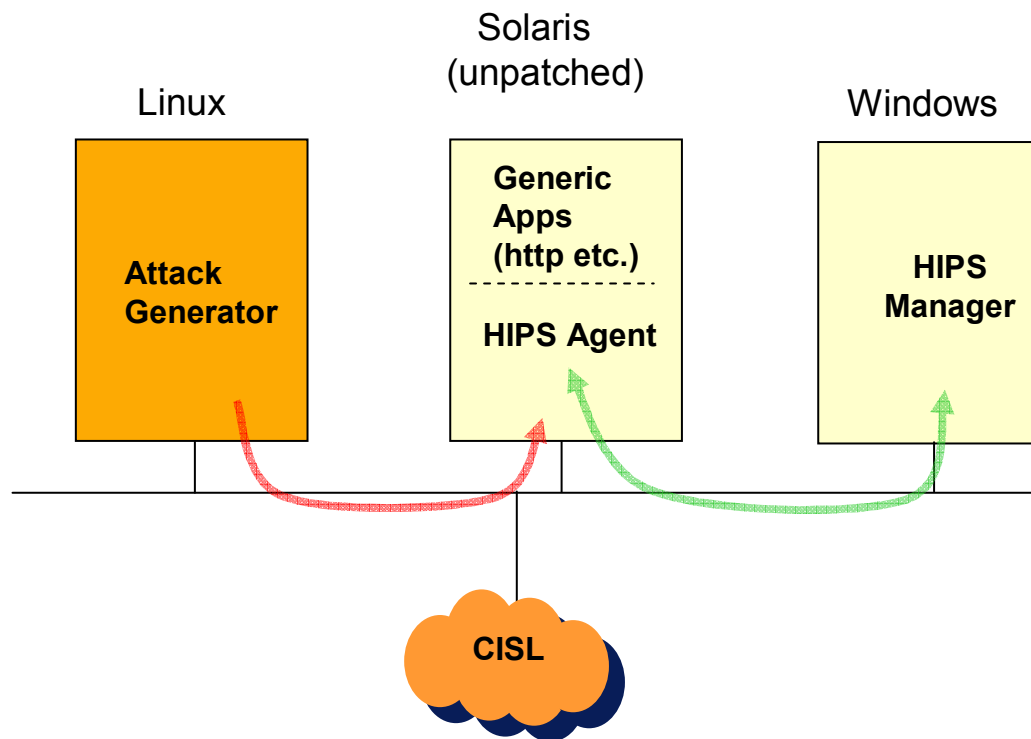 Linux
Solaris
(unpatched)
Windows
Attack
Generator
Generic
Apps
(http etc.)
HIPS Agent
HIPS
Manager
CISL